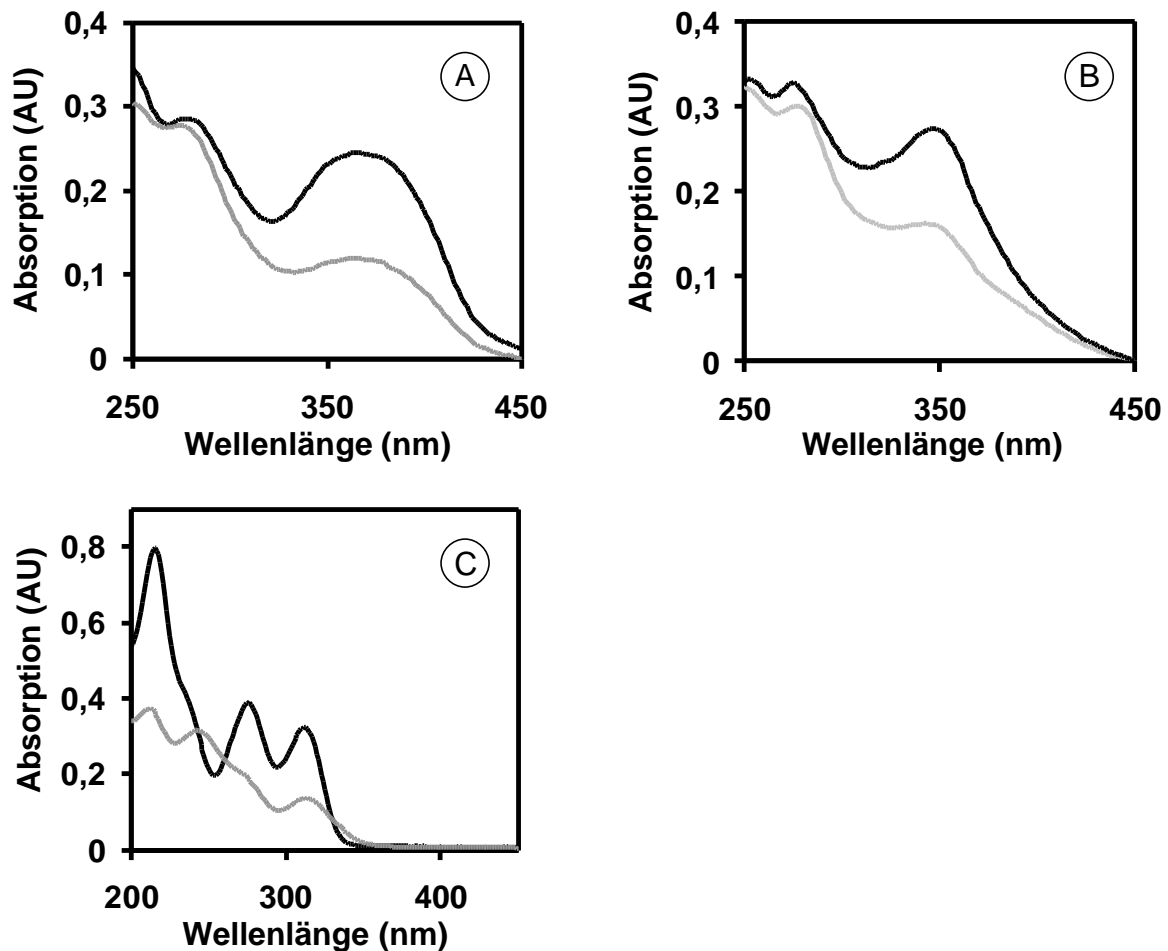 Absorption (AU)
0,4
0,3
0,2
0,1
0
A
250 350 450
Wellenlänge (nm)
Absorption (AU)
0,4
0,3
0,2
0,1
0
B
250 350 450
Wellenlänge (nm)
Absorption (AU)
0,8
0,6
0,4
0,2
0
C
200 300 400
Wellenlänge (nm)